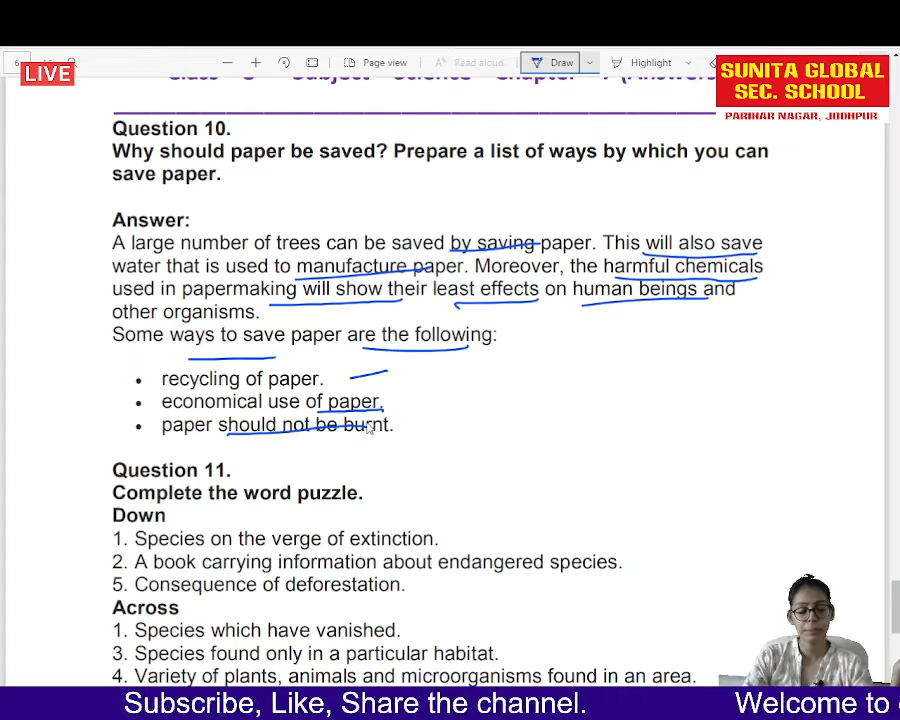 6
Page view
Read aloud
Draw
Highlight
LIVE
SUNITA GLOBAL
SEC. SCHOOL
PARIHAR NAGAR, JODHPUR
Question 10.
Why should paper be saved? Prepare a list of ways by which you can
save paper.
Answer:
A large number of trees can be saved by saving paper. This will also save
water that is used to manufacture paper. Moreover, the harmful chemicals
used in papermaking will show their least effects on human beings and
other organisms.
Some ways to save paper are the following:
• recycling of paper.
• economical use of paper.
• paper should not be burnt.
Question 11.
Complete the word puzzle.
Down
1. Species on the verge of extinction.
2. A book carrying information about endangered species.
5. Consequence of deforestation.
Across
1. Species which have vanished.
3. Species found only in a particular habitat.
4. Variety of plants, animals and microorganisms found in an area.
Subscribe, Like, Share the channel. Welcome to